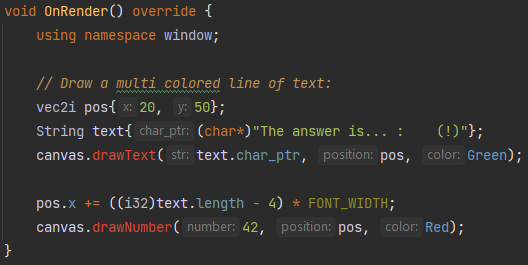 void OnRender() override {
using namespace window;
// Draw a multi colored line of text:
vec2i pos{ x: 20, y: 50};
String text{ char_ptr: (char*)"The answer is... :    (!)"};
canvas.drawText( str: text.char_ptr, position: pos, color: Green);
pos.x += ((i32)text.length - 4) * FONT_WIDTH;
canvas.drawNumber( number: 42, position: pos, color: Red);
}